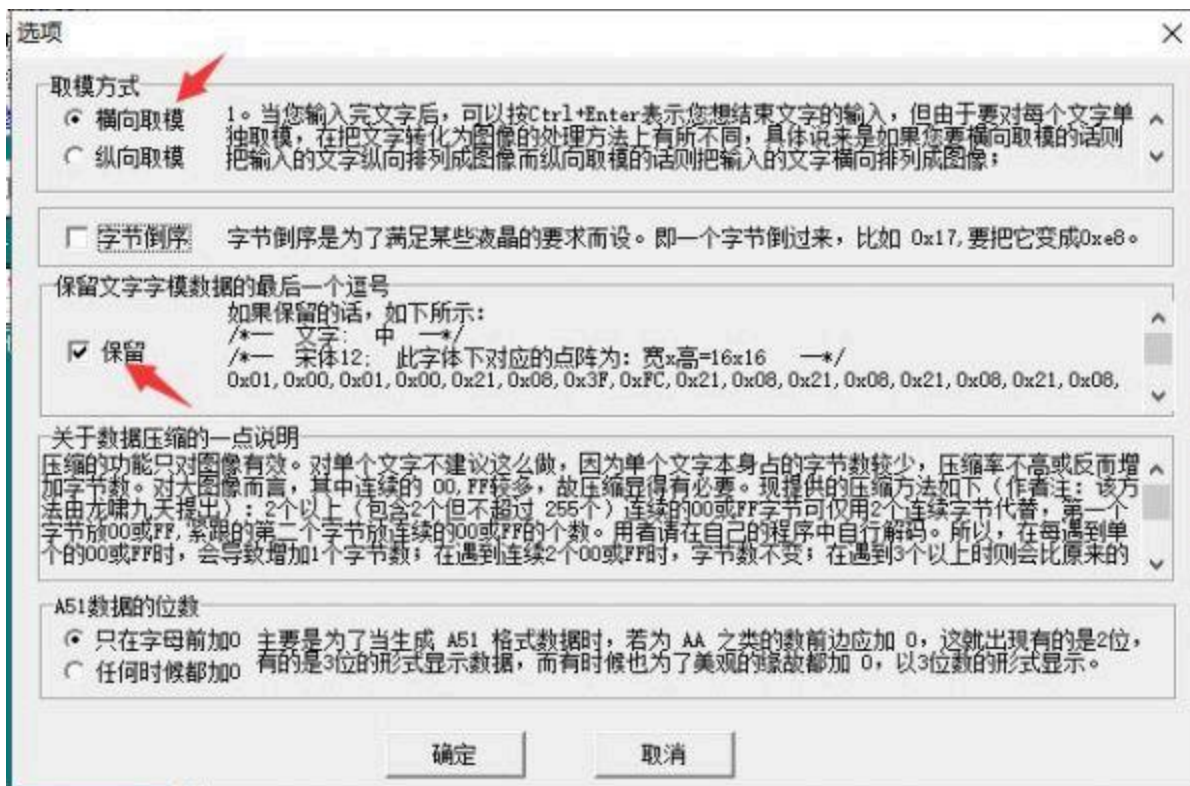 选项
取模方式
横向取模
纵向取模
1。当您输入完文字后，可以按Ctrl+Enter表示您想结束文字的输入，但由于要对每个文字单
独取模，在把文字转化为图像的处理方法上有所不同，具体说来是如果您要横向取模的话则
把输入的文字纵向排列成图像而纵向取模的话则把输入的文字横向排列成图像；
字节倒序 字节倒序是为了满足某些液晶的要求而设。即一个字节倒过来，比如 0x17,要把它变成0xe8。
保留文字字模数据的最后一个逗号
保留
如果保留的话，如下所示：
/*— 文字: 中 —*/
/*— 宋体12; 此字体下对应的点阵为：宽x高=16x16 —*/
0x01,0x00,0x01,0x00,0x21,0x08,0x3F,0xFC,0x21,0x08,0x21,0x08,0x21,0x08,0x21,0x08,
关于数据压缩的一点说明
压缩的功能只对图像有效。对单个文字不建议这么做，因为单个文字本身占的字节数较少，压缩率不高或反而增
加字节数。对大图像而言，其中连续的 00,FF较多，故压缩显得有必要。现提供的压缩方法如下（作者注：该方
法由龙啸九天提出）：2个以上（包含2个但不超过 255个）连续的00或FF字节可仅用2个连续字节代替，第一个
字节放00或FF,紧跟的第二个字节放连续的00或FF的个数。用者请在自己的程序中自行解码。所以，在每遇到单
个的00或FF时，会导致增加1个字节数；在遇到连续2个00或FF时，字节数不变；在遇到3个以上时则会比原来的
A51数据的位数
只在字母前加0
任何时候都加0
主要是为了当生成 A51 格式数据时，若为 AA 之类的数前边应加 0，这就出现有的是2位，
有的是3位的形式显示数据，而有时候也为了美观的缘故都加 0，以3位数的形式显示。
确定 取消